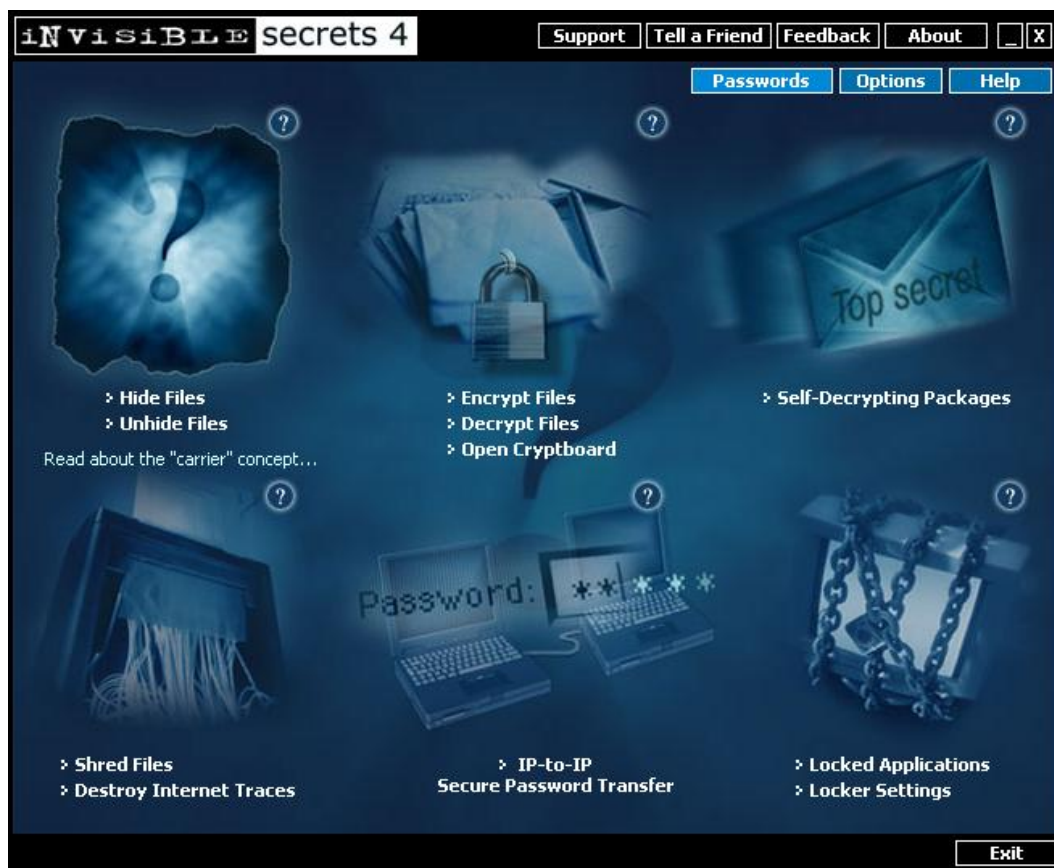 iNvisiBLE secrets 4
Support Tell a Friend Feedback About _ X
Passwords Options Help
? ? ?
Top secret
Hide Files
Unhide Files
Read about the "carrier" concept...
Encrypt Files
Decrypt Files
Open Cryptboard
Self-Decrypting Packages
? ? ?
Password: *****
Shred Files
Destroy Internet Traces
IP-to-IP
Secure Password Transfer
Locked Applications
Locker Settings
Exit